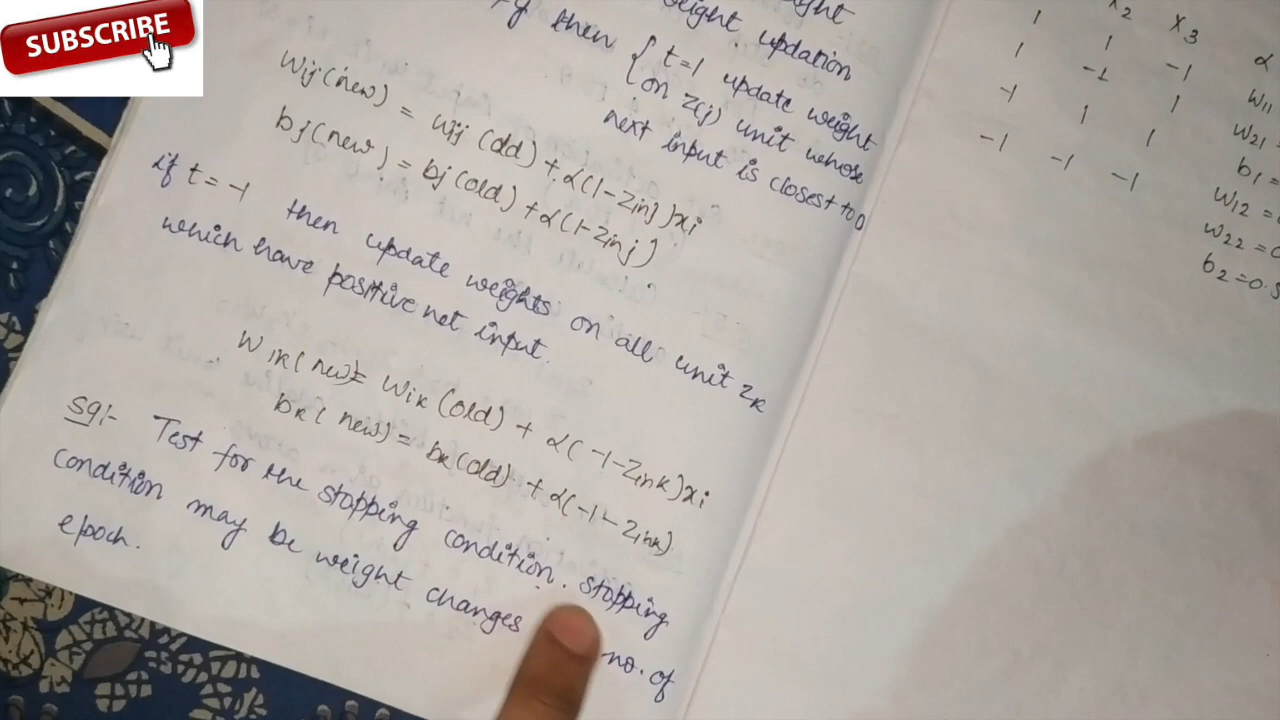 SUBSCRIBE
weight
weight updation
then { t=1 update weight
on z(j) unit whose
next input is closest to 0
wij(new) = wij(old) + α(1-Zinj)xi
bj(new) = bj(old) + α(1-Zinj)
if t=-1 then update weights on all unit zk
which have positive net input.
wik(new) = wik(old) + α(-1-Zink)xi
bk(new) = bk(old) + α(-1-Zink)
S9:- Test for the stopping condition. stopping
condition may be weight changes no. of
epoch.
x2 x3
1 1 -1 α
1 -1 1 w11
-1 1 1 w21 =
-1 -1 -1 b1 =
w12 =
w22 = 0
b2 = 0.5